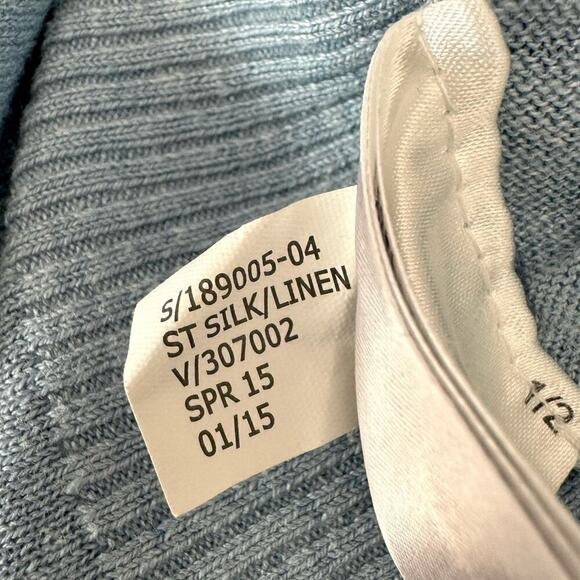 S/189005-04
ST SILK/LINEN
V/307002
SPR 15
01/15
1/2